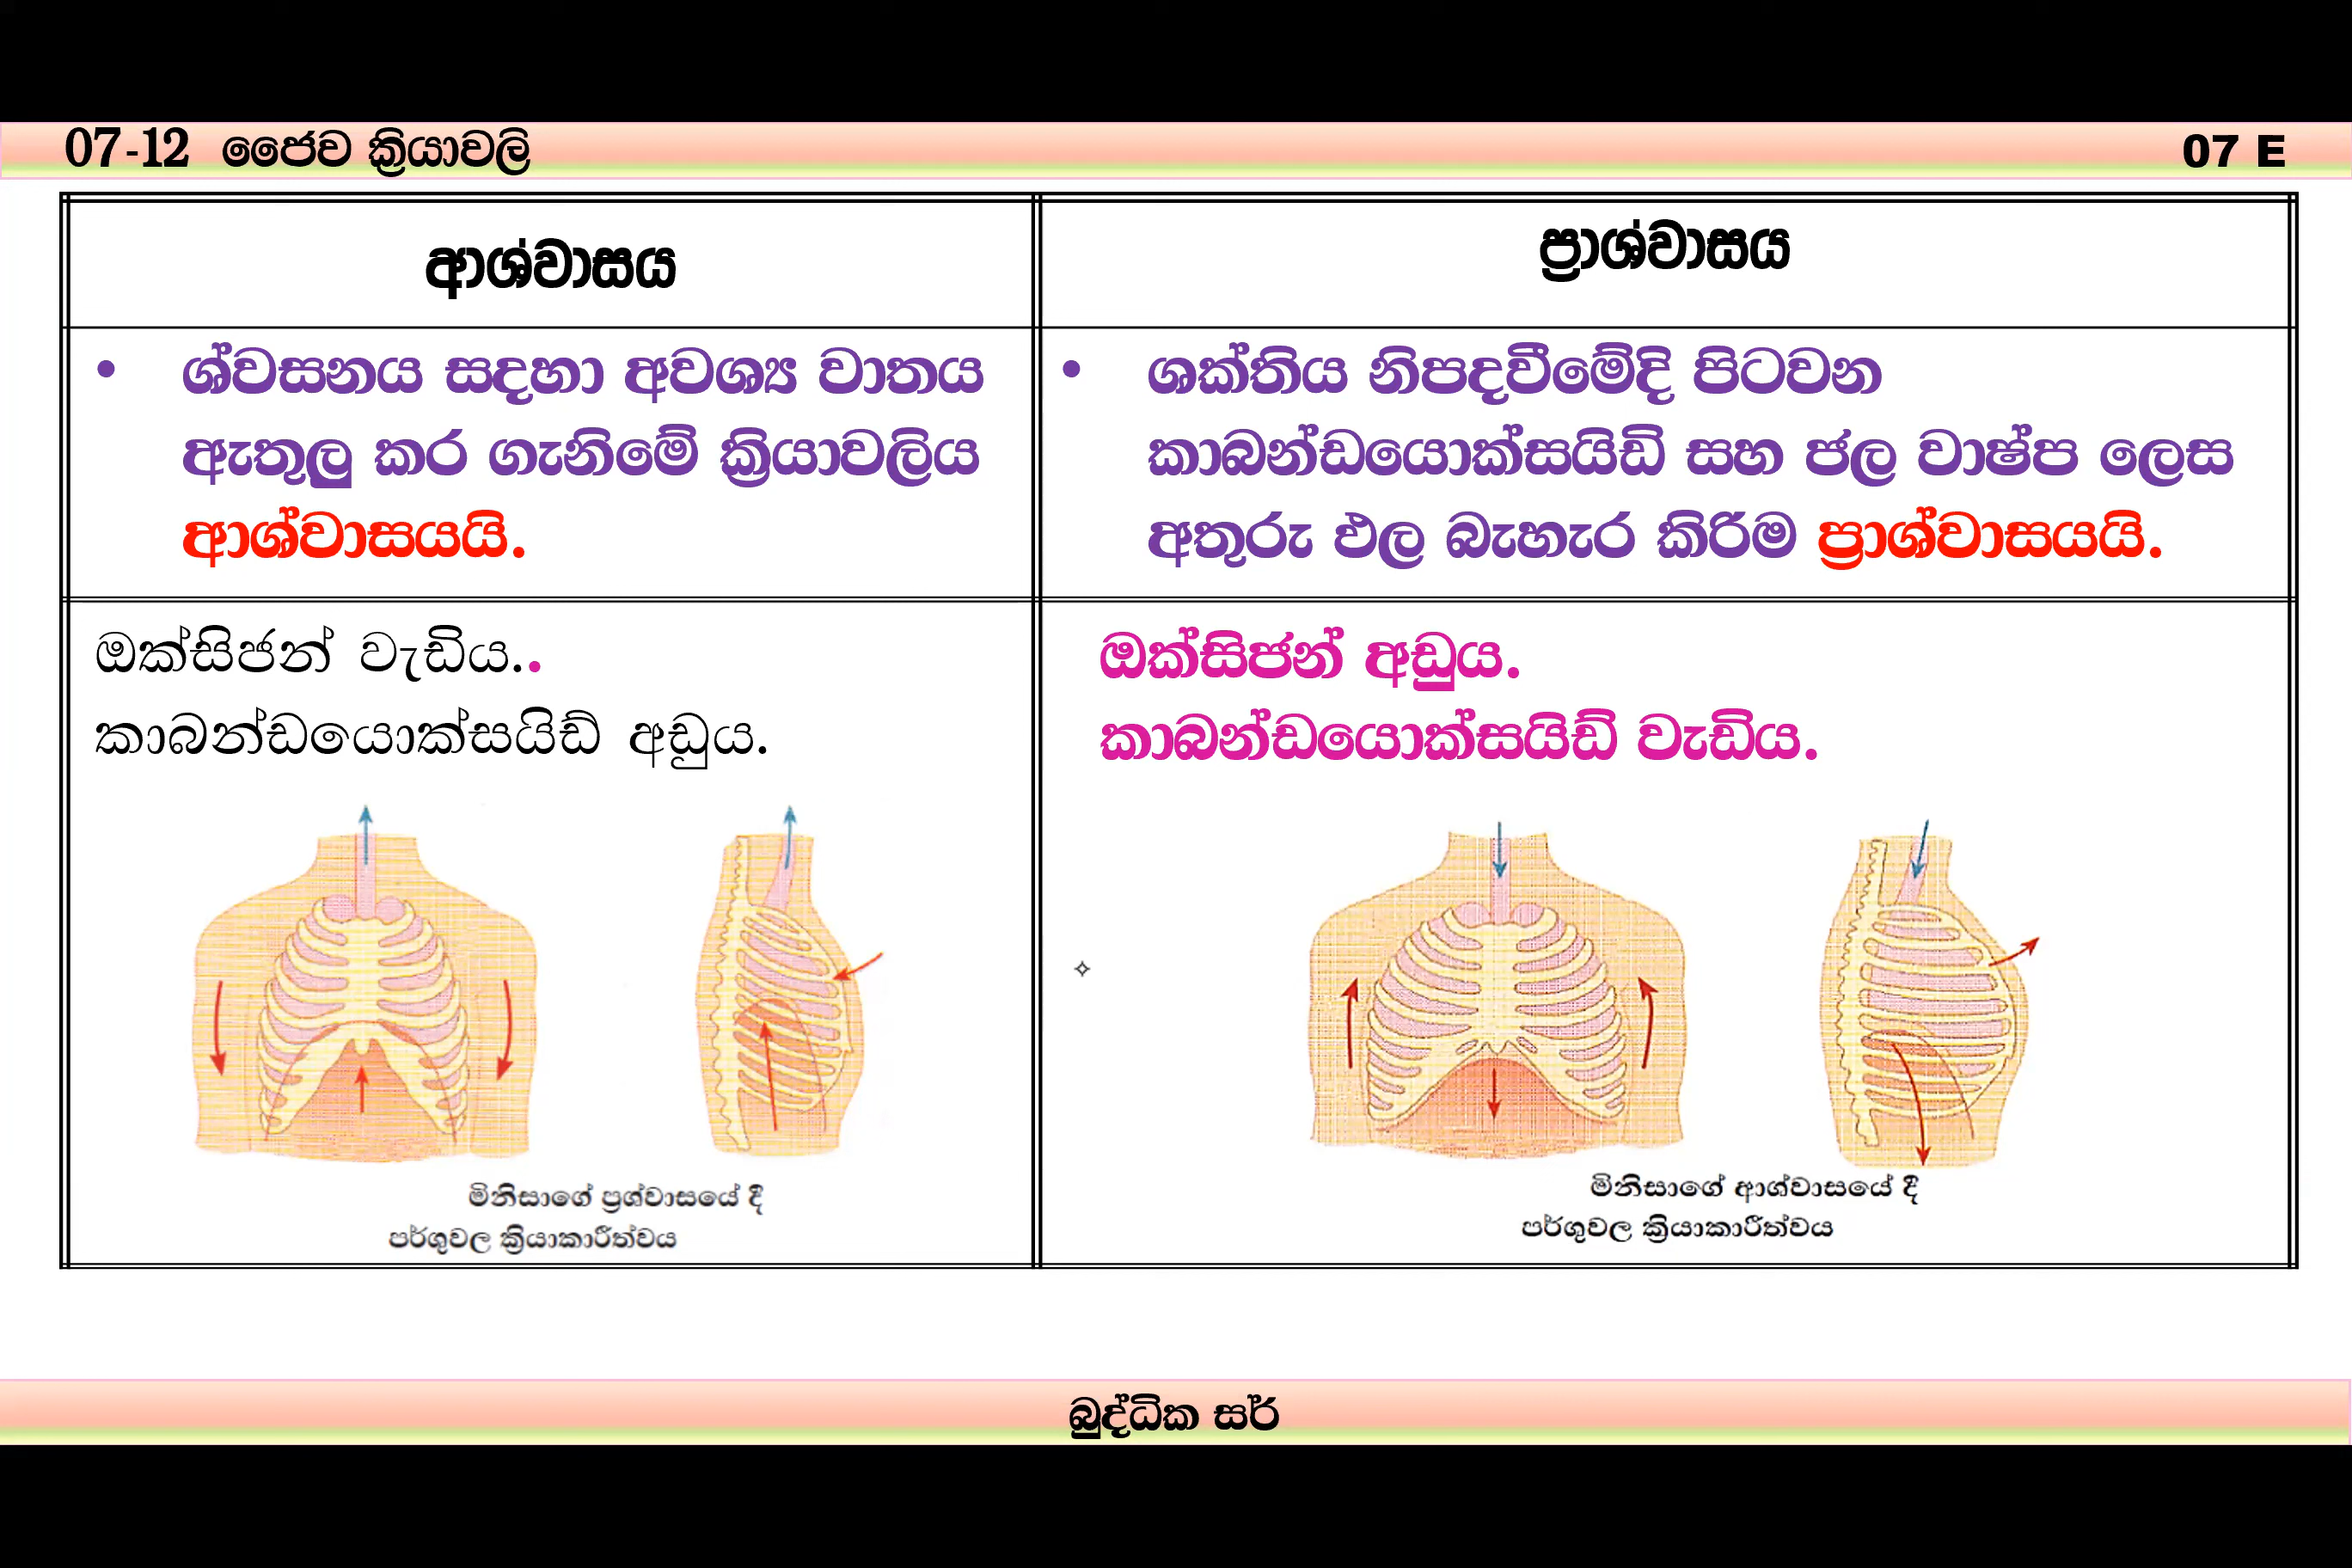 07-12 ජෛව ක්‍රියාවලි
07 E
ආශ්වාසය
ප්‍රාශ්වාසය
• ශ්වසනය සදහා අවශ්‍ය වාතය
ඇතුලු කර ගැනිමේ ක්‍රියාවලිය
ආශ්වාසයයි.
• ශක්තිය නිපදවීමේදි පිටවන
කාබන්ඩයොක්සයිඩ් සහ ජල වාෂ්ප ලෙස
අතුරු ඵල බැහැර කිරිම ප්‍රාශ්වාසයයි.
ඔක්සිජන් වැඩිය..
කාබන්ඩයොක්සයිඩ් අඩුය.
ඔක්සිජන් අඩුය.
කාබන්ඩයොක්සයිඩ් වැඩිය.
මිනිසාගේ ප්‍රශ්වාසයේ දී
පර්ශුවල ක්‍රියාකාරීත්වය
මිනිසාගේ ආශ්වාසයේ දී
පර්ශුවල ක්‍රියාකාරීත්වය
බුද්ධික සර්